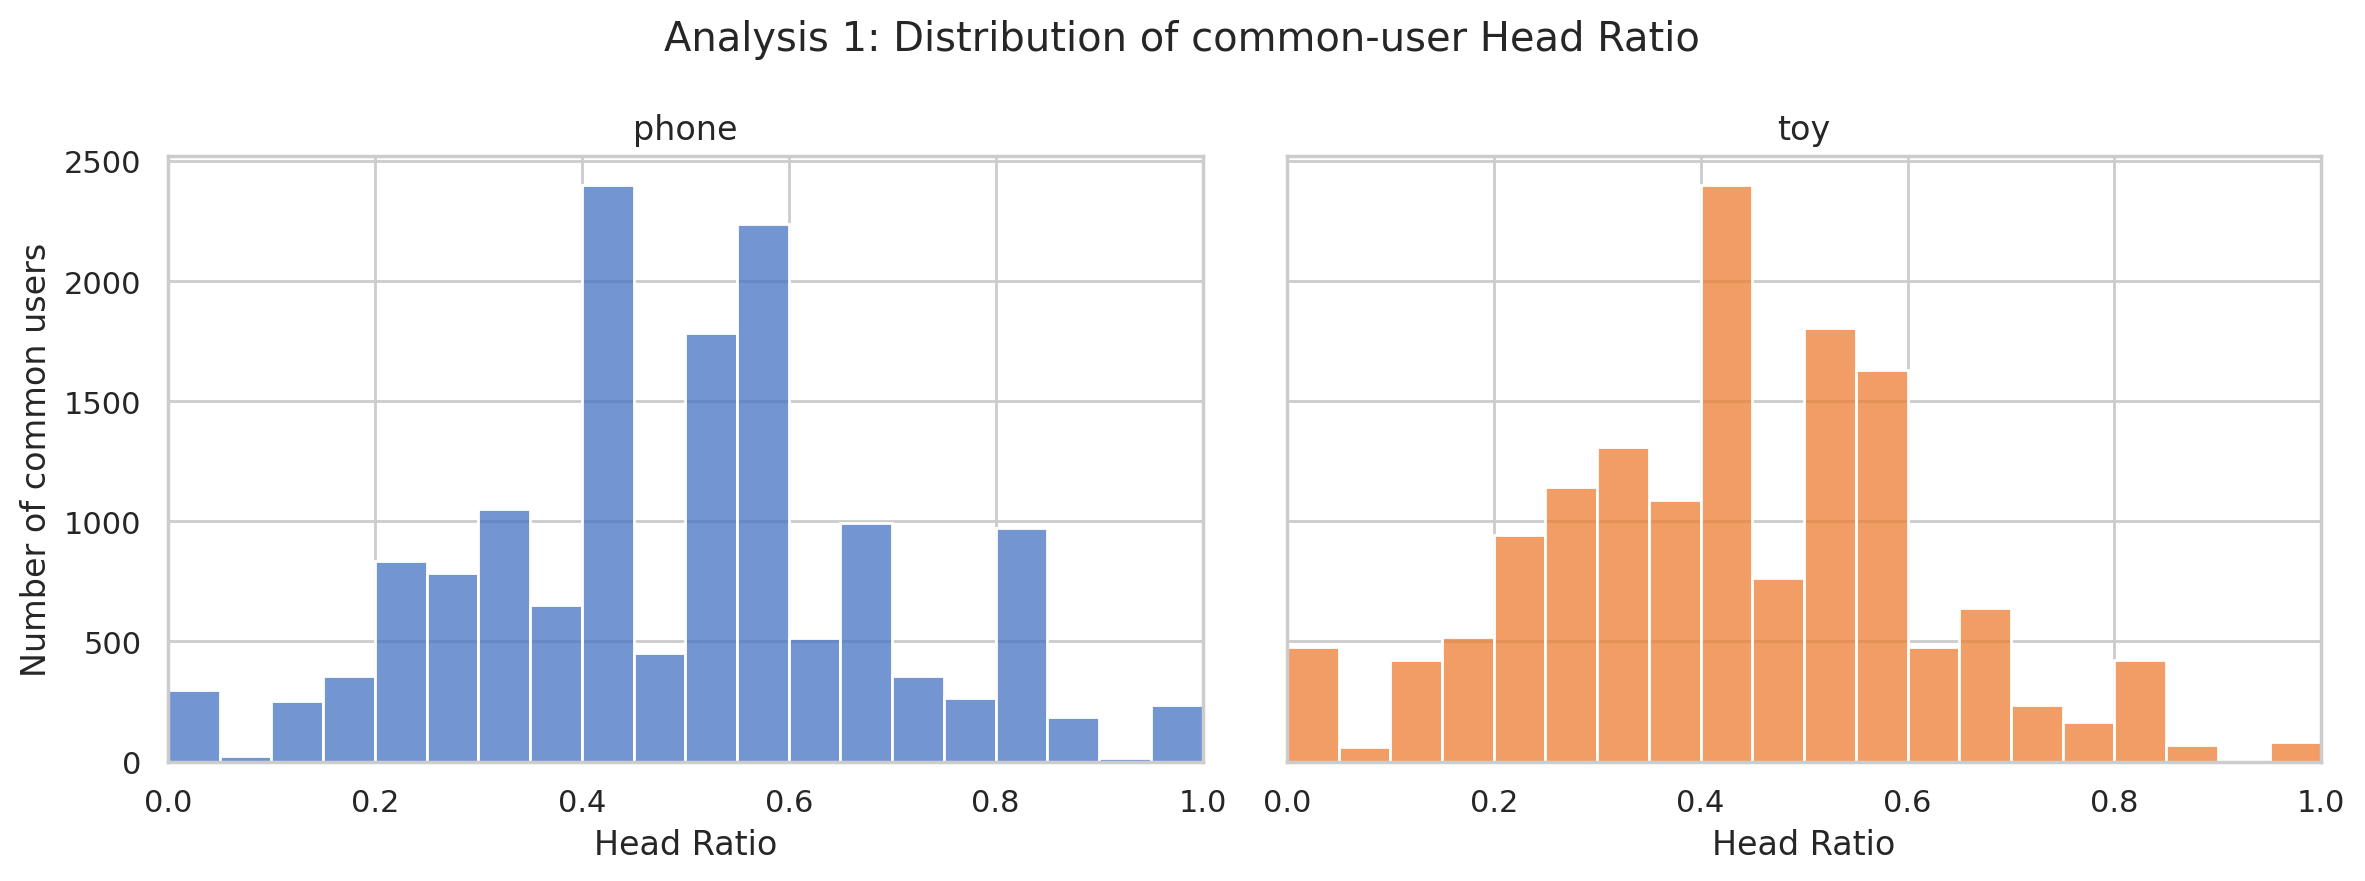 Analysis 1: Distribution of common-user Head Ratio
phone
toy
Number of common users
2500
2000
1500
1000
500
0
0.0 0.2 0.4 0.6 0.8 1.0
0.0 0.2 0.4 0.6 0.8 1.0
Head Ratio
Head Ratio